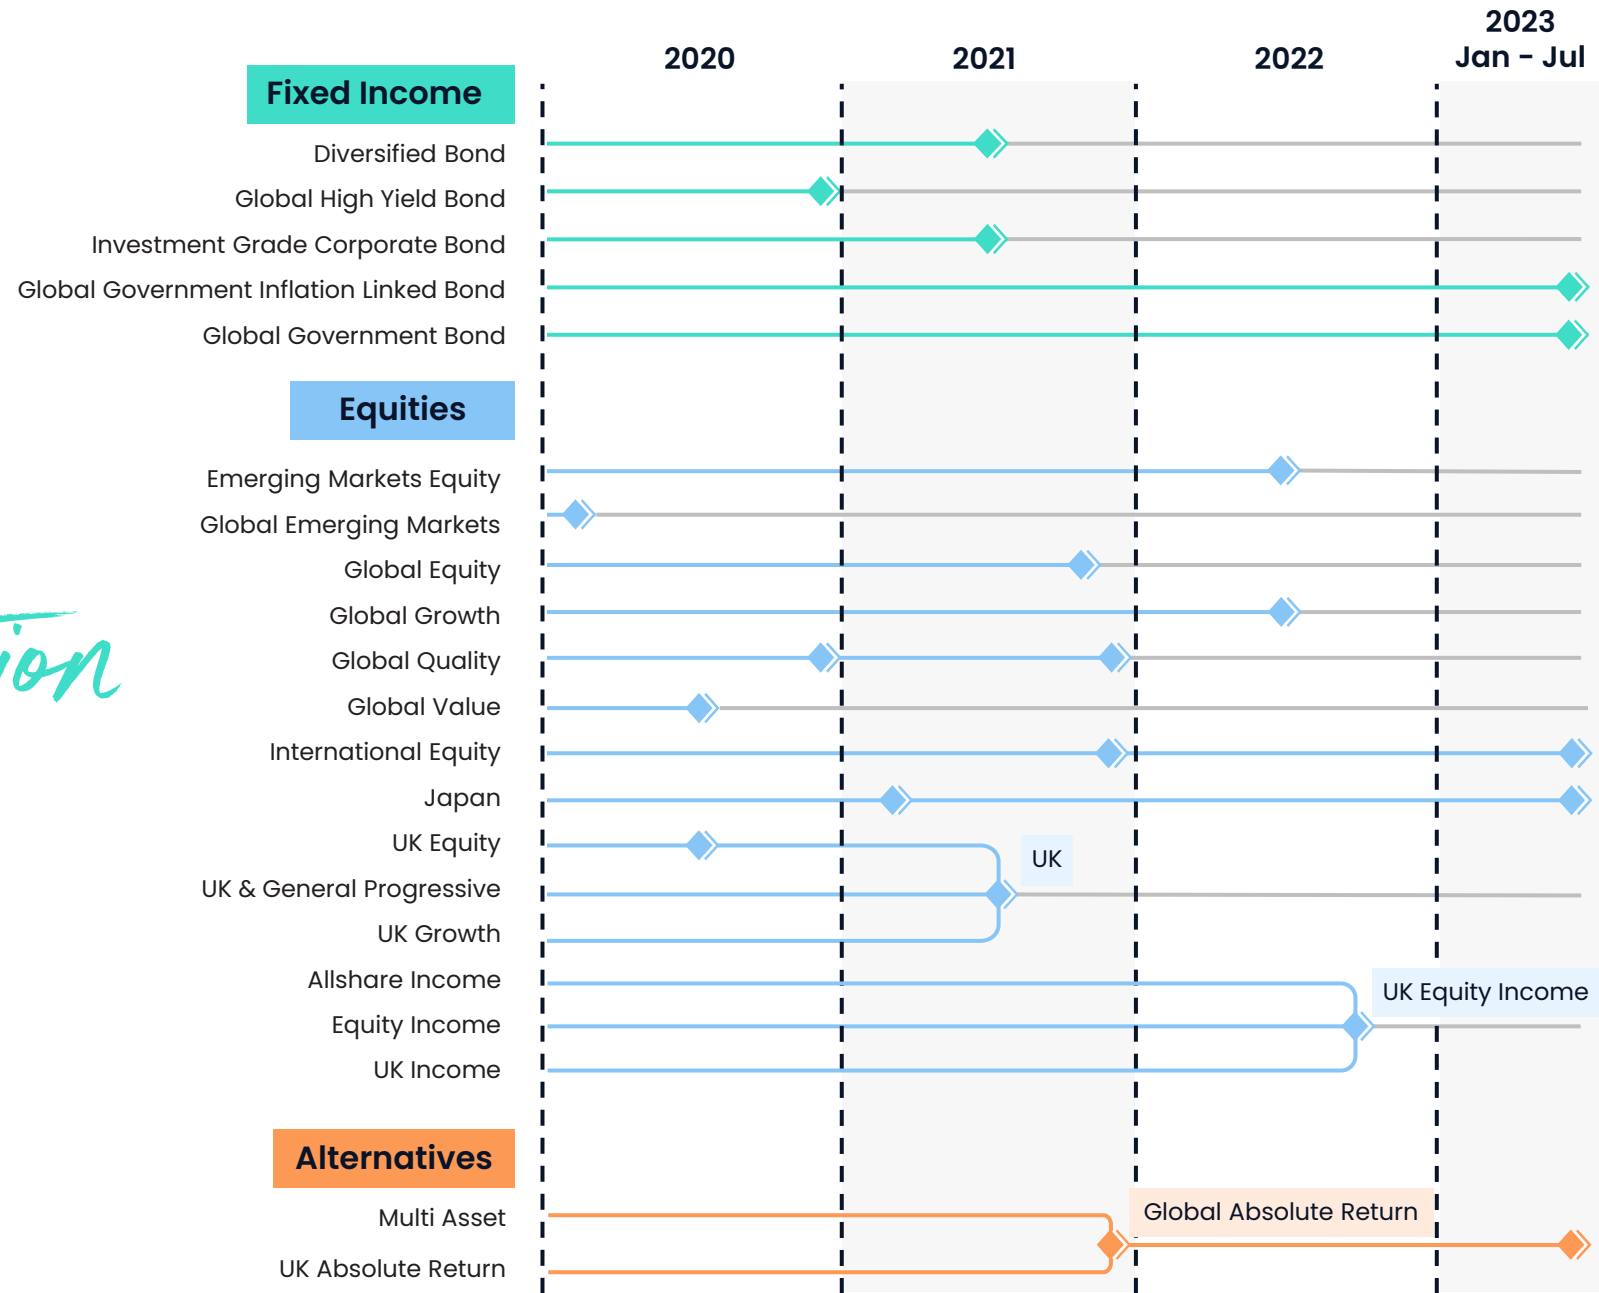 2020
2021
2022
2023
Jan – Jul
Fixed Income
Diversified Bond
Global High Yield Bond
Investment Grade Corporate Bond
Global Government Inflation Linked Bond
Global Government Bond
Equities
Emerging Markets Equity
Global Emerging Markets
Global Equity
Global Growth
Global Quality
Global Value
International Equity
Japan
UK Equity
UK
UK & General Progressive
UK Growth
Allshare Income
UK Equity Income
Equity Income
UK Income
Alternatives
Multi Asset
Global Absolute Return
UK Absolute Return